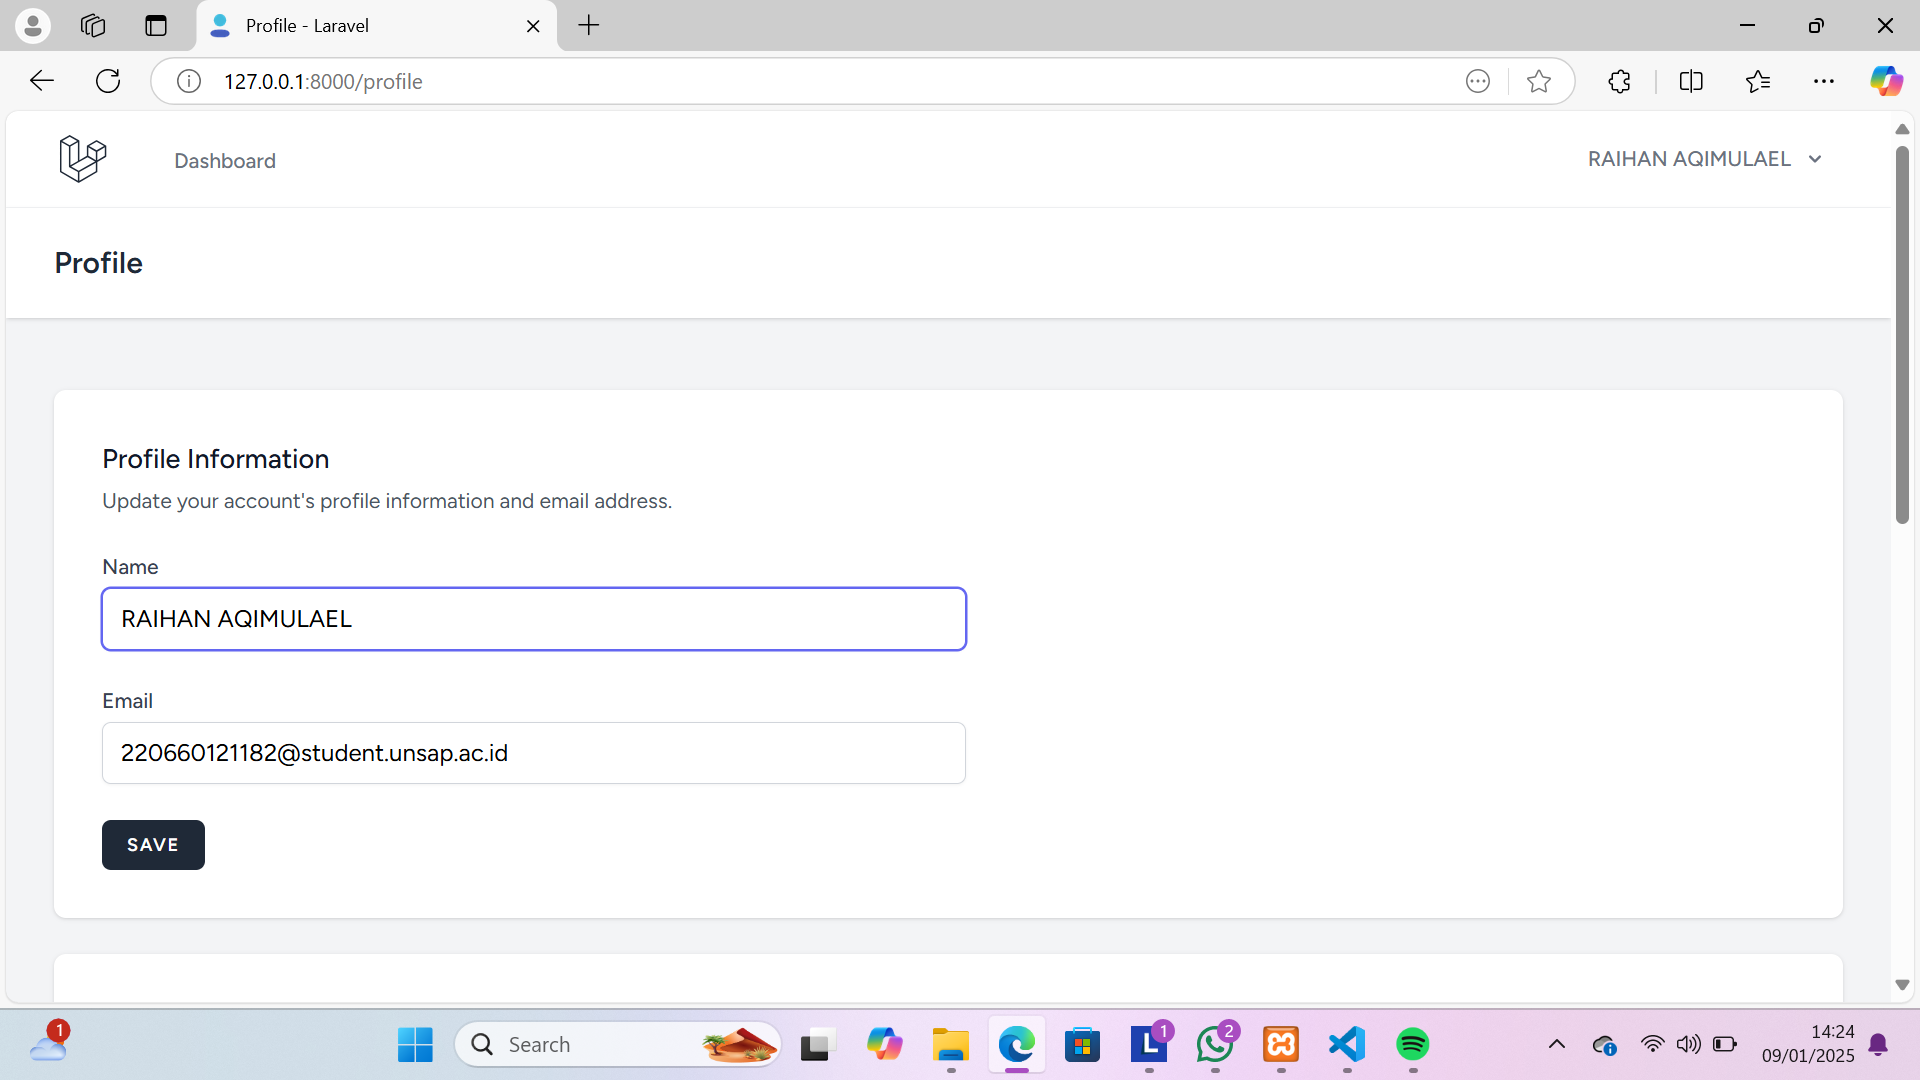 Profile - Laravel
127.0.0.1:8000/profile
Dashboard
RAIHAN AQIMULAEL
Profile
Profile Information
Update your account's profile information and email address.
Name
RAIHAN AQIMULAEL
Email
220660121182@student.unsap.ac.id
SAVE
1
Search
L
1
2
14:24
09/01/2025